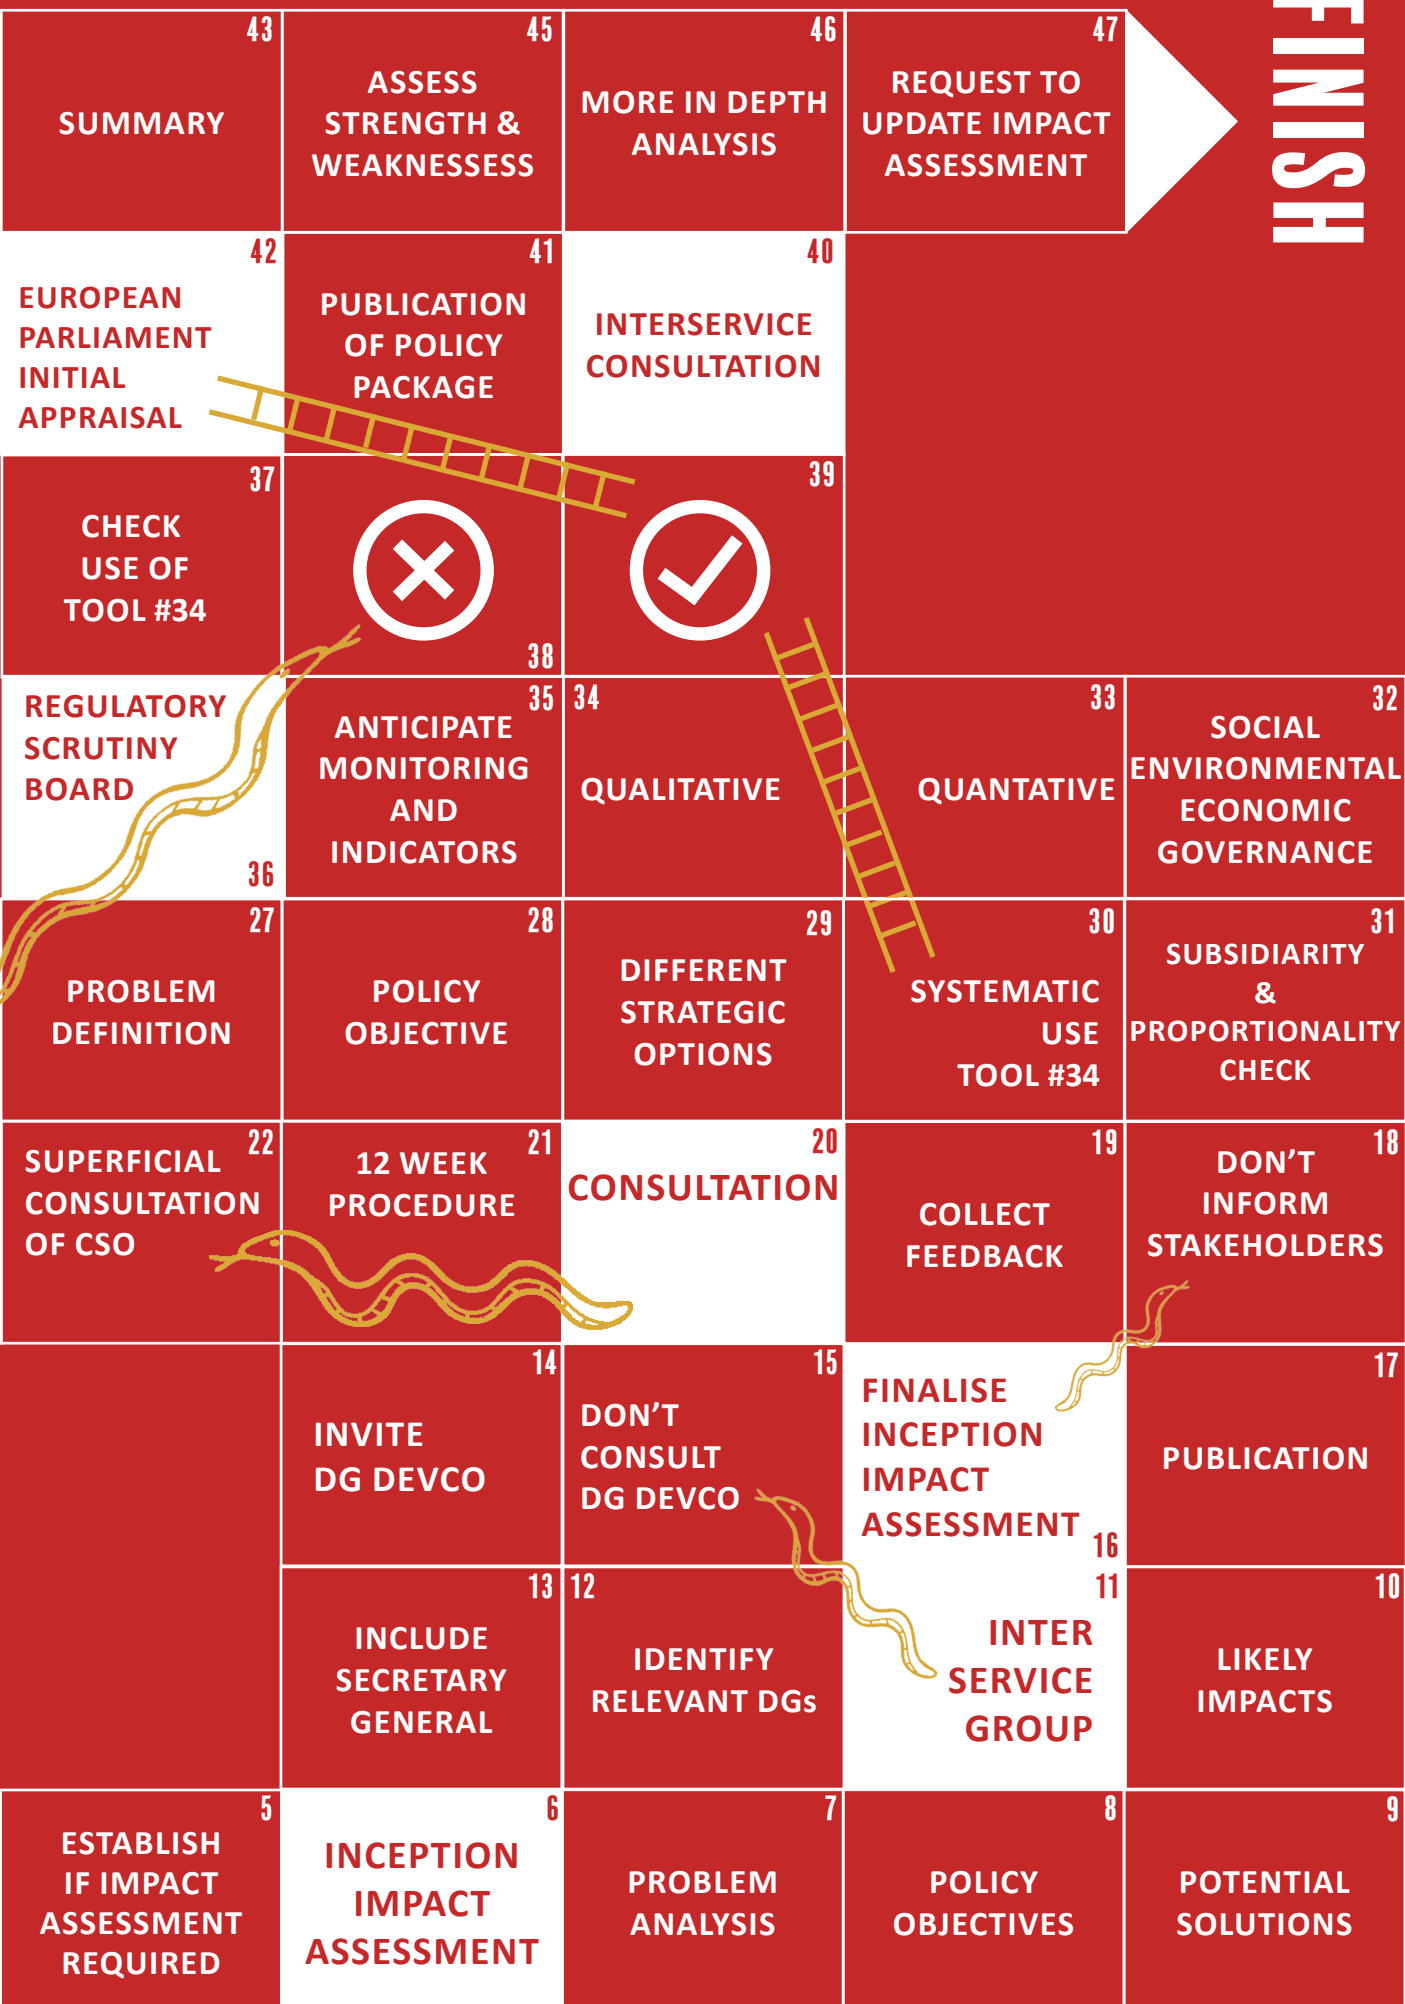 FINISH
43
SUMMARY
45
ASSESS
STRENGTH &
WEAKNESSESS
46
MORE IN DEPTH
ANALYSIS
47
REQUEST TO
UPDATE IMPACT
ASSESSMENT
42
EUROPEAN
PARLIAMENT
INITIAL
APPRAISAL
41
PUBLICATION
OF POLICY
PACKAGE
40
INTERSERVICE
CONSULTATION
37
CHECK
USE OF
TOOL #34
38
39
REGULATORY
SCRUTINY
BOARD
36
35
ANTICIPATE
MONITORING
AND
INDICATORS
34
QUALITATIVE
33
QUANTATIVE
32
SOCIAL
ENVIRONMENTAL
ECONOMIC
GOVERNANCE
27
PROBLEM
DEFINITION
28
POLICY
OBJECTIVE
29
DIFFERENT
STRATEGIC
OPTIONS
30
SYSTEMATIC
USE
TOOL #34
31
SUBSIDIARITY
&
PROPORTIONALITY
CHECK
22
SUPERFICIAL
CONSULTATION
OF CSO
21
12 WEEK
PROCEDURE
20
CONSULTATION
19
COLLECT
FEEDBACK
18
DON'T
INFORM
STAKEHOLDERS
14
INVITE
DG DEVCO
15
DON'T
CONSULT
DG DEVCO
FINALISE
INCEPTION
IMPACT
ASSESSMENT
16
17
PUBLICATION
13
INCLUDE
SECRETARY
GENERAL
12
IDENTIFY
RELEVANT DGs
11
INTER
SERVICE
GROUP
10
LIKELY
IMPACTS
5
ESTABLISH
IF IMPACT
ASSESSMENT
REQUIRED
6
INCEPTION
IMPACT
ASSESSMENT
7
PROBLEM
ANALYSIS
8
POLICY
OBJECTIVES
9
POTENTIAL
SOLUTIONS